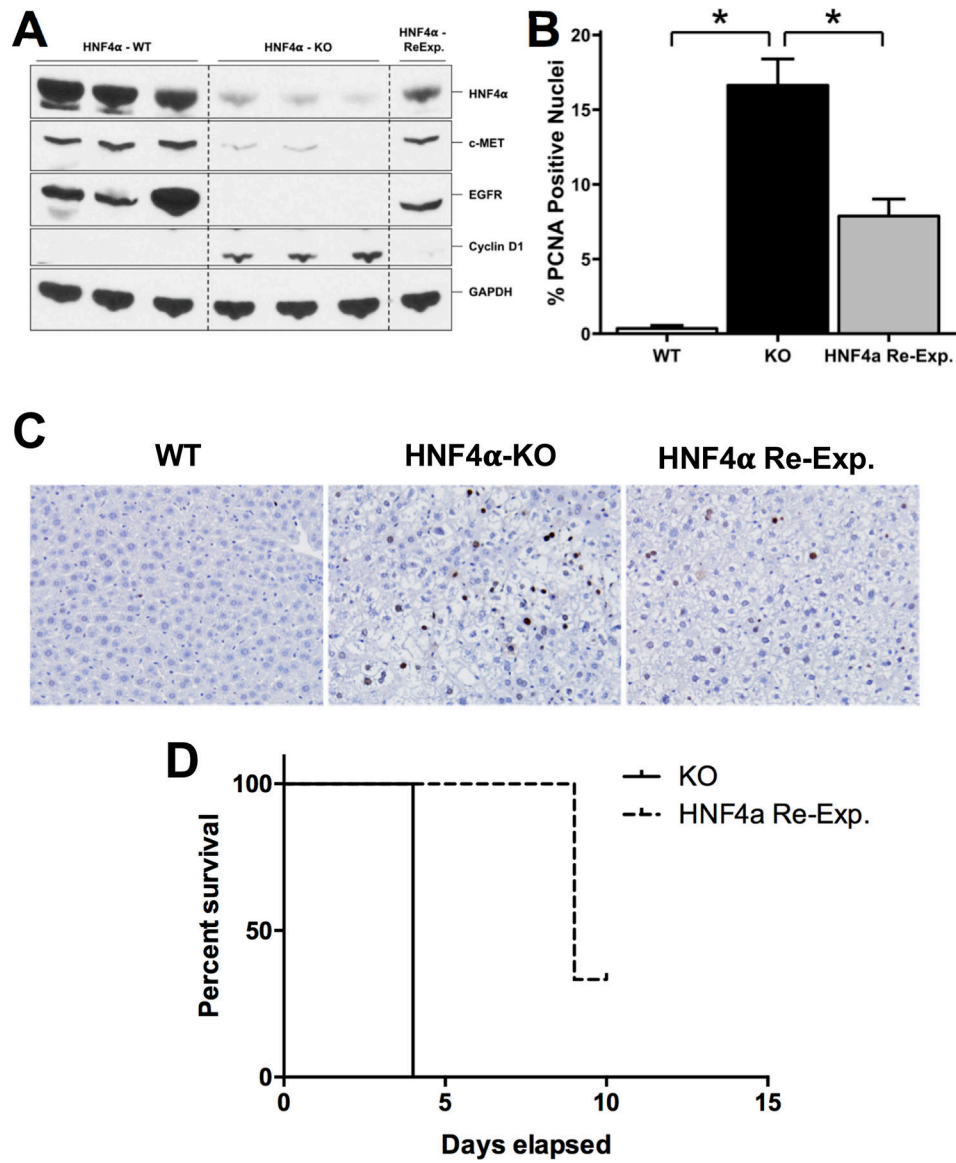 A
HNF4α - WT
HNF4α - KO
HNF4α -
ReExp.
HNF4α
c-MET
EGFR
Cyclin D1
GAPDH
B
% PCNA Positive Nuclei
20
15
10
5
0
*
*
WT
KO
HNF4a Re-Exp.
C
WT
HNF4α-KO
HNF4α Re-Exp.
D
Percent survival
100
50
0
KO
HNF4a Re-Exp.
0
5
10
15
Days elapsed